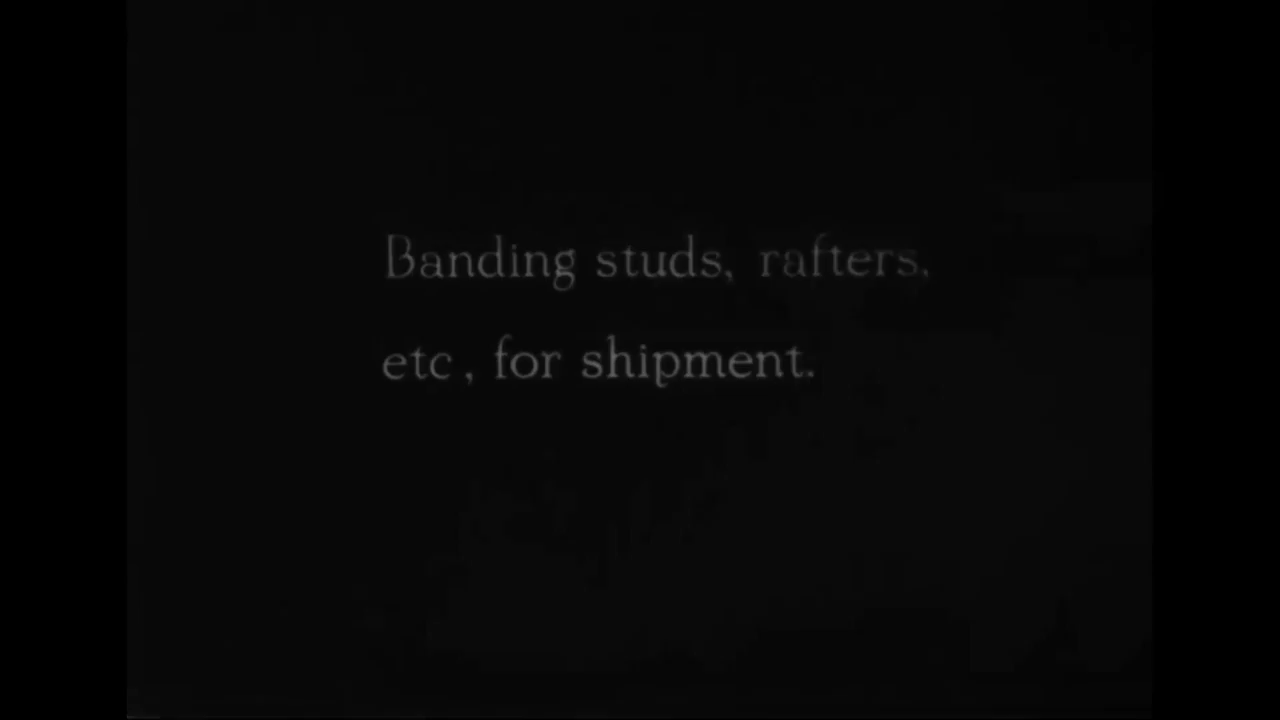 Banding studs, rafters,
etc, for shipment.